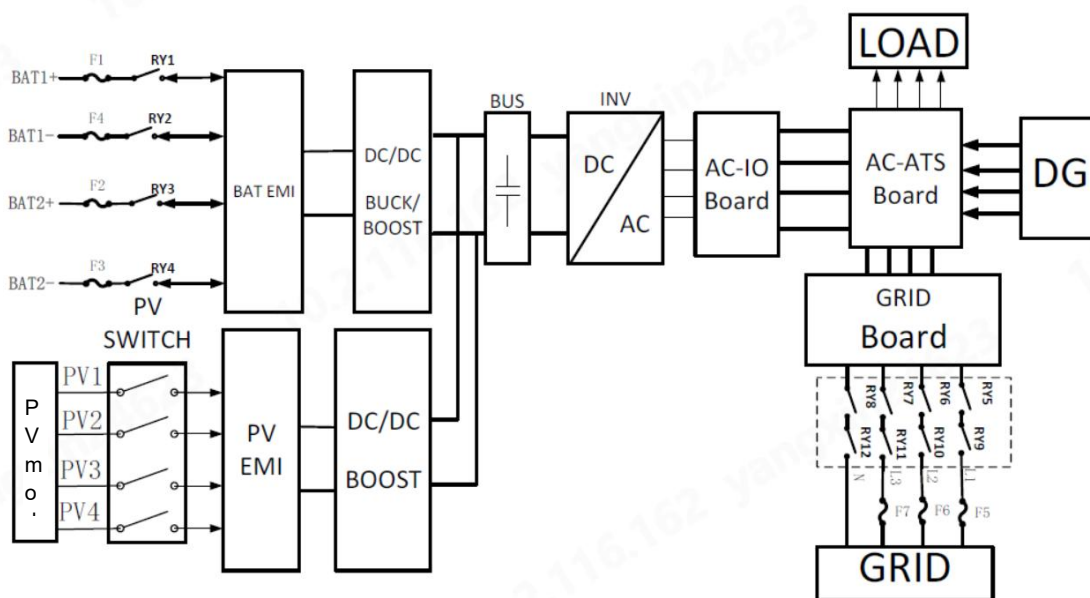 BAT1+ F1 RY1
BAT1- F4 RY2
BAT2+ F2 RY3
BAT2- F3 RY4
BAT EMI
DC/DC
BUCK/
BOOST
BUS
INV
DC
AC
AC-IO
Board
LOAD
AC-ATS
Board
DG
GRID
Board
PV
SWITCH
P
V
m
o
PV1
PV2
PV3
PV4
PV
EMI
DC/DC
BOOST
RY8 RY7 RY6 RY5
RY12 RY11 RY10 RY9
N L3 L2 L1
F7 F6 F5
GRID